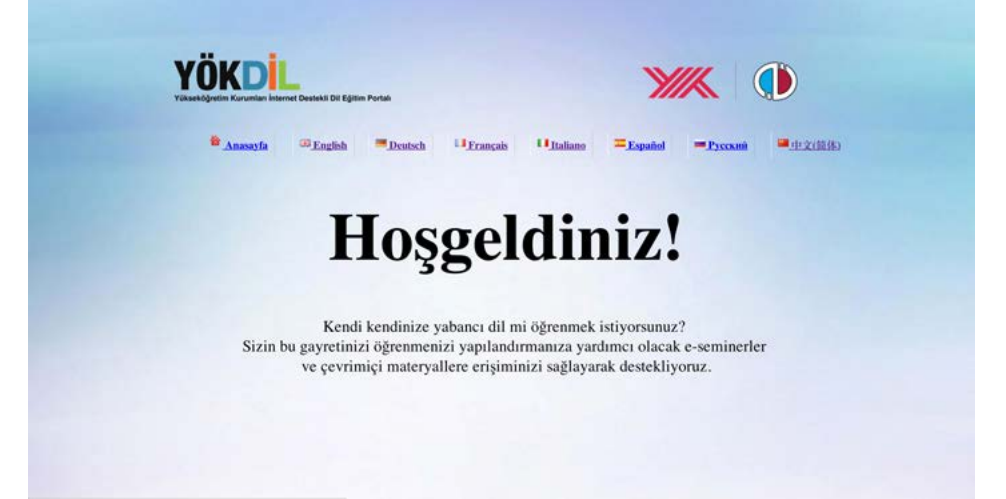 YÖKDİL
Yükseköğretim Kurumları İnternet Destekli Dil Eğitim Portalı
Anasayfa English Deutsch Français Italiano Español Русский 中文(简体)
Hoşgeldiniz!
Kendi kendinize yabancı dil mi öğrenmek istiyorsunuz?
Sizin bu gayretinizi öğrenmenizi yapılandırmanıza yardımcı olacak e-seminerler
ve çevrimiçi materyallere erişiminizi sağlayarak destekliyoruz.